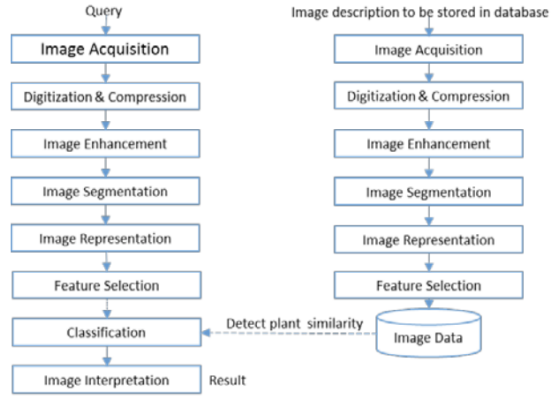 Query
Image Acquisition
Digitization & Compression
Image Enhancement
Image Segmentation
Image Representation
Feature Selection
Classification
Image Interpretation
Result
Image description to be stored in database
Image Acquisition
Digitization & Compression
Image Enhancement
Image Segmentation
Image Representation
Feature Selection
Image Data
Detect plant similarity